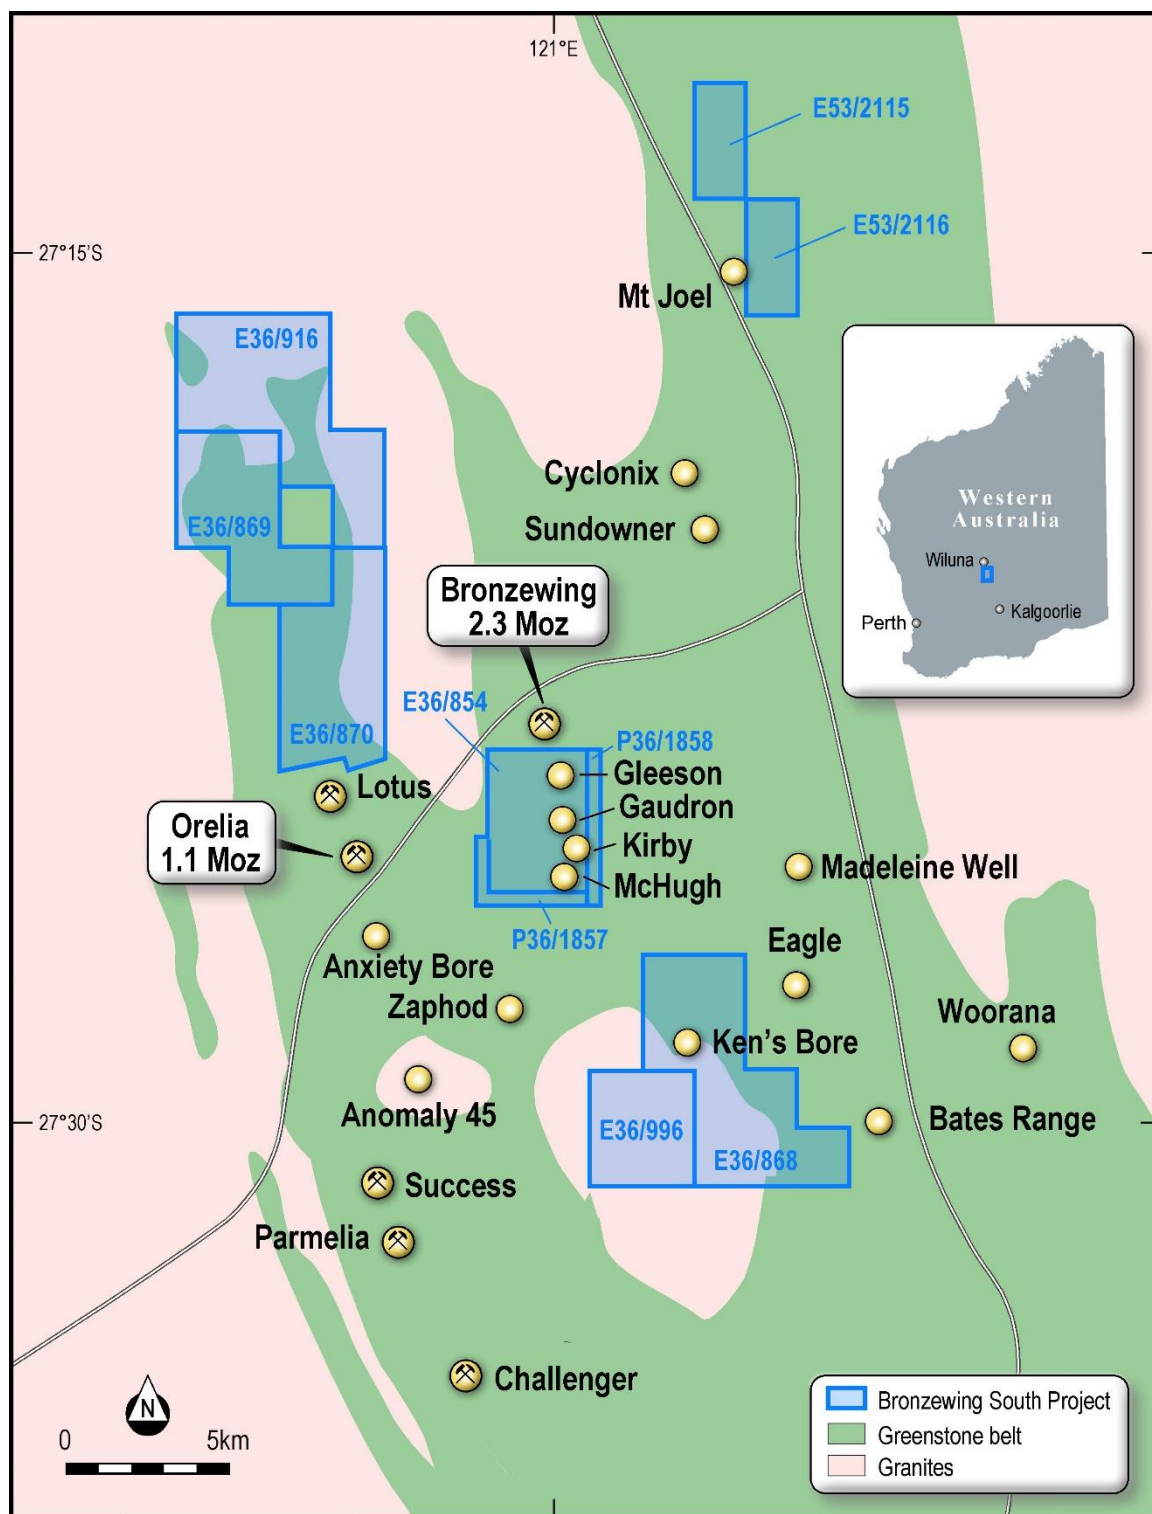 121°E
E53/2115
E53/2116
27°15'S
Mt Joel
E36/916
Western
Australia
Wiluna
Kalgoorlie
Perth
Cyclonix
E36/869
Sundowner
Bronzewing
2.3 Moz
E36/854
P36/1858
E36/870
Gleeson
Lotus
Gaudron
Orelia
1.1 Moz
Kirby
McHugh
Madeleine Well
P36/1857
Eagle
Anxiety Bore
Zaphod
Woorana
Ken's Bore
Anomaly 45
27°30'S
E36/996
Bates Range
E36/868
Success
Parmelia
Challenger
N
0 5km
Bronzewing South Project
Greenstone belt
Granites